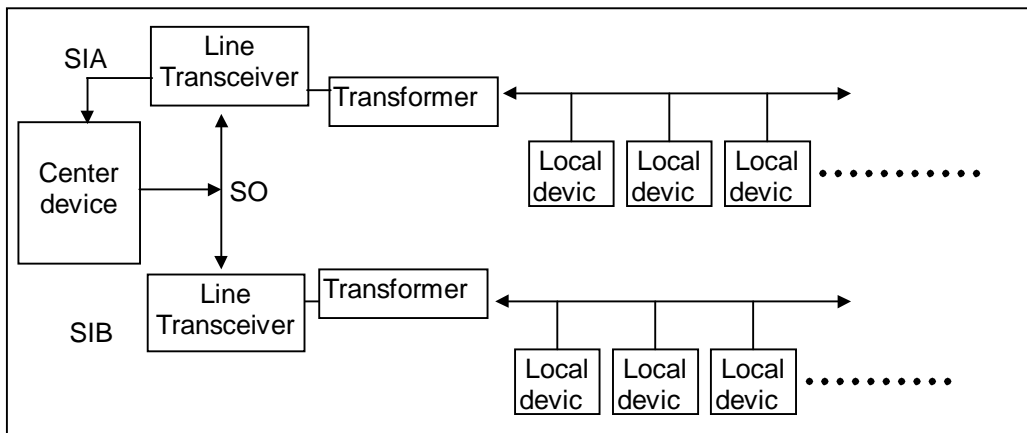 SIA
Line
Transceiver
Transformer
Center
device
SO
Local
devic
Local
devic
Local
devic
Line
Transceiver
Transformer
SIB
Local
devic
Local
devic
Local
devic